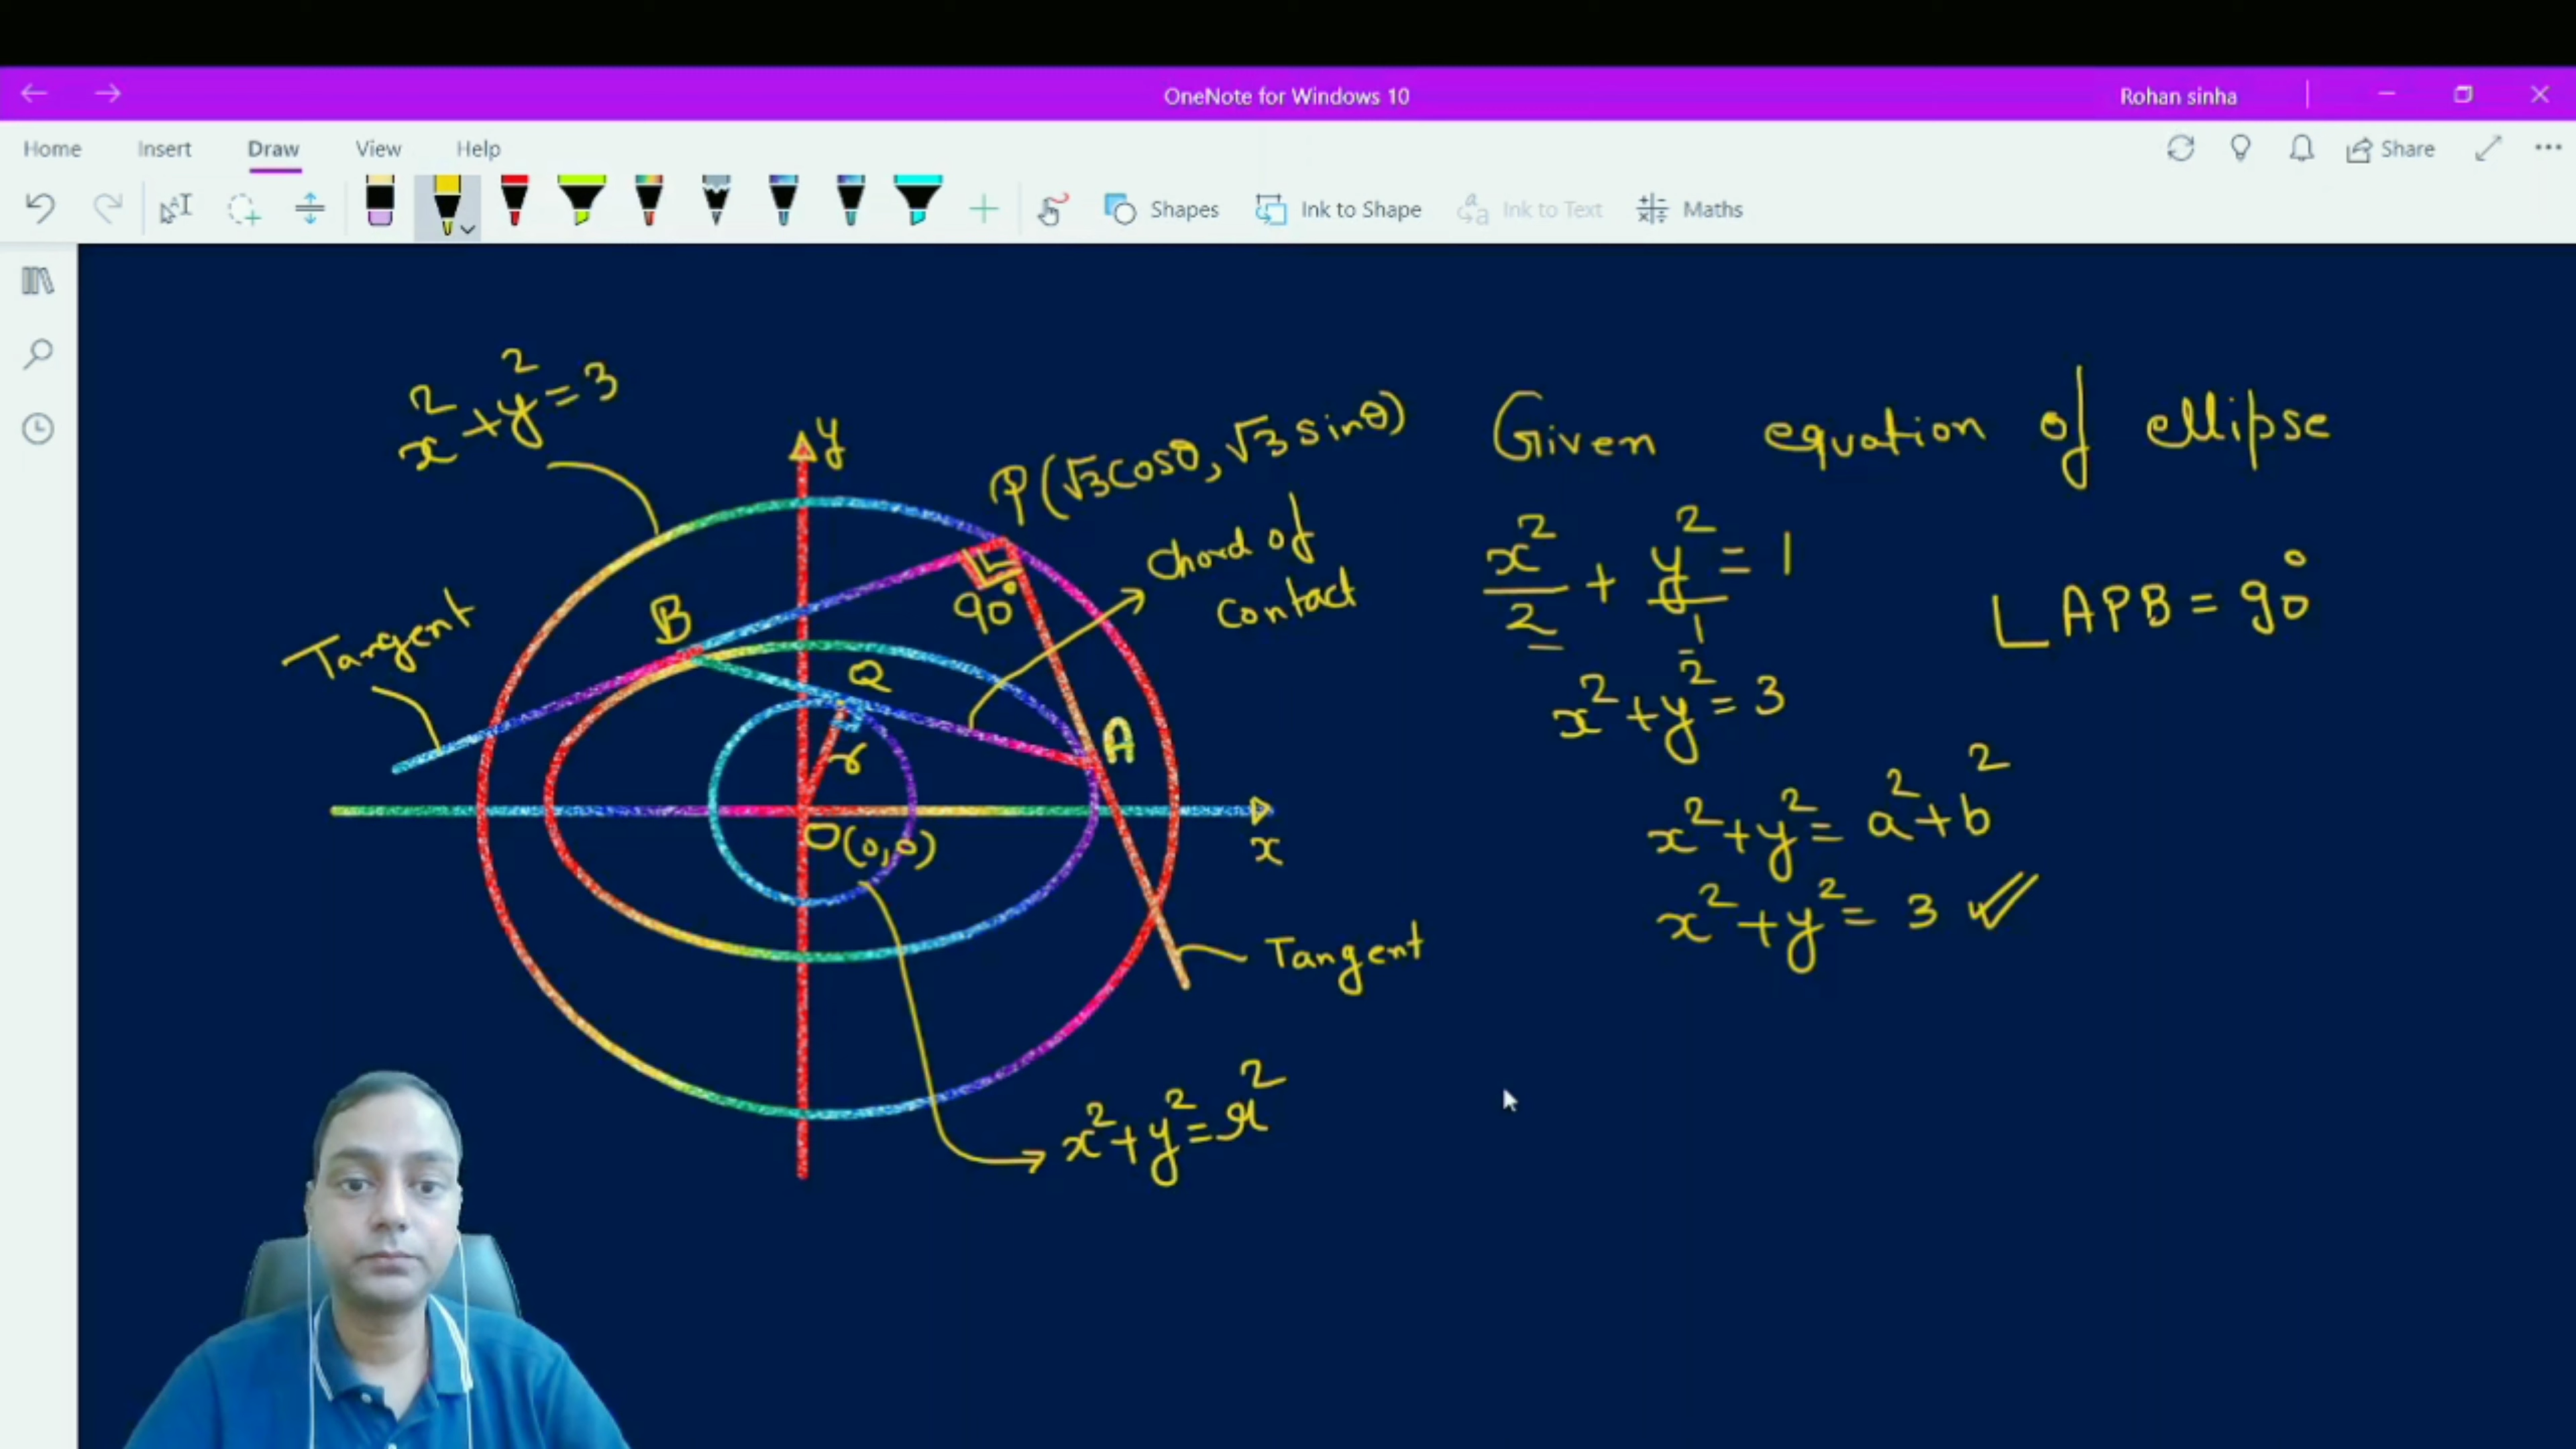 OneNote for Windows 10
Rohan sinha
Home Insert Draw View Help
Share
Shapes Ink to Shape Ink to Text Maths
x²+y²=3
y
P(√3cosθ, √3sinθ)
Chord of
contact
90°
B
Tangent
Q
r
A
O(0,0)
x
Tangent
x²+y²=r²
Given equation of ellipse
x²/2 + y²/1 = 1
∟APB = 90°
x²+y²=3
x²+y²= a²+b²
x²+y²= 3 ✓